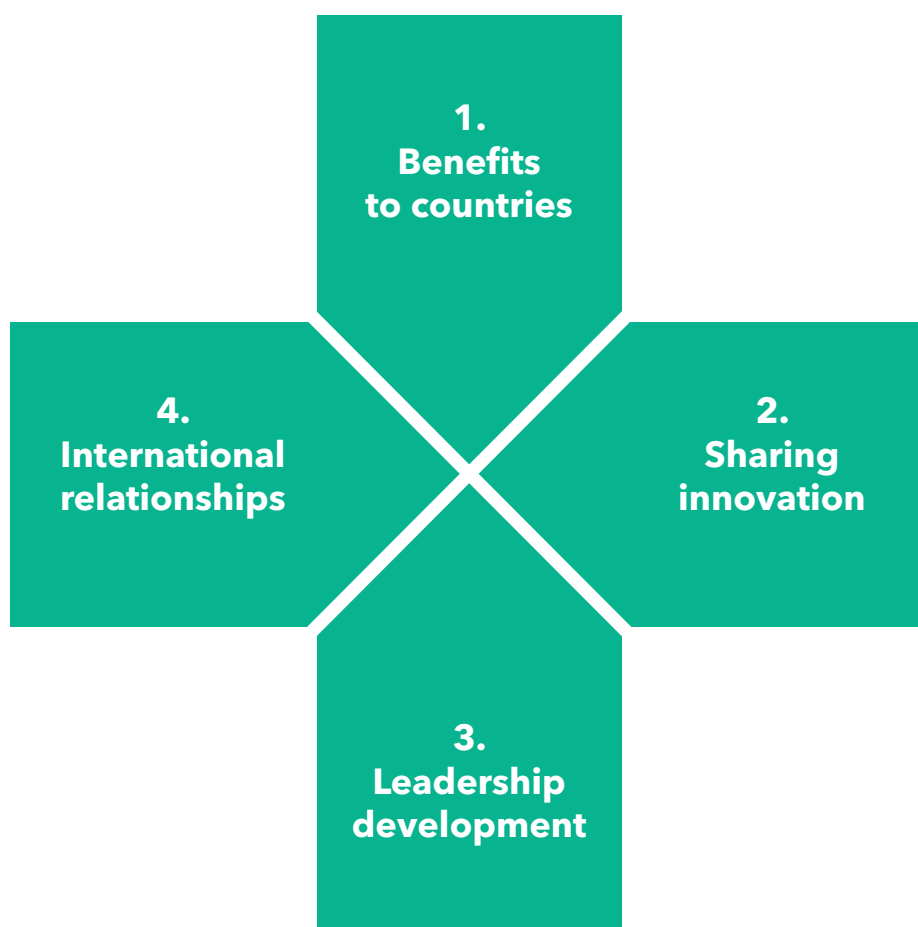 1.
Benefits
to countries
2.
Sharing
innovation
3.
Leadership
development
4.
International
relationships